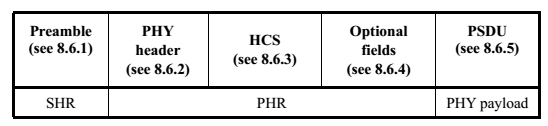 Preamble
(see 8.6.1)
PHY
header
(see 8.6.2)
HCS
(see 8.6.3)
Optional
fields
(see 8.6.4)
PSDU
(see 8.6.5)
SHR
PHR
PHY payload